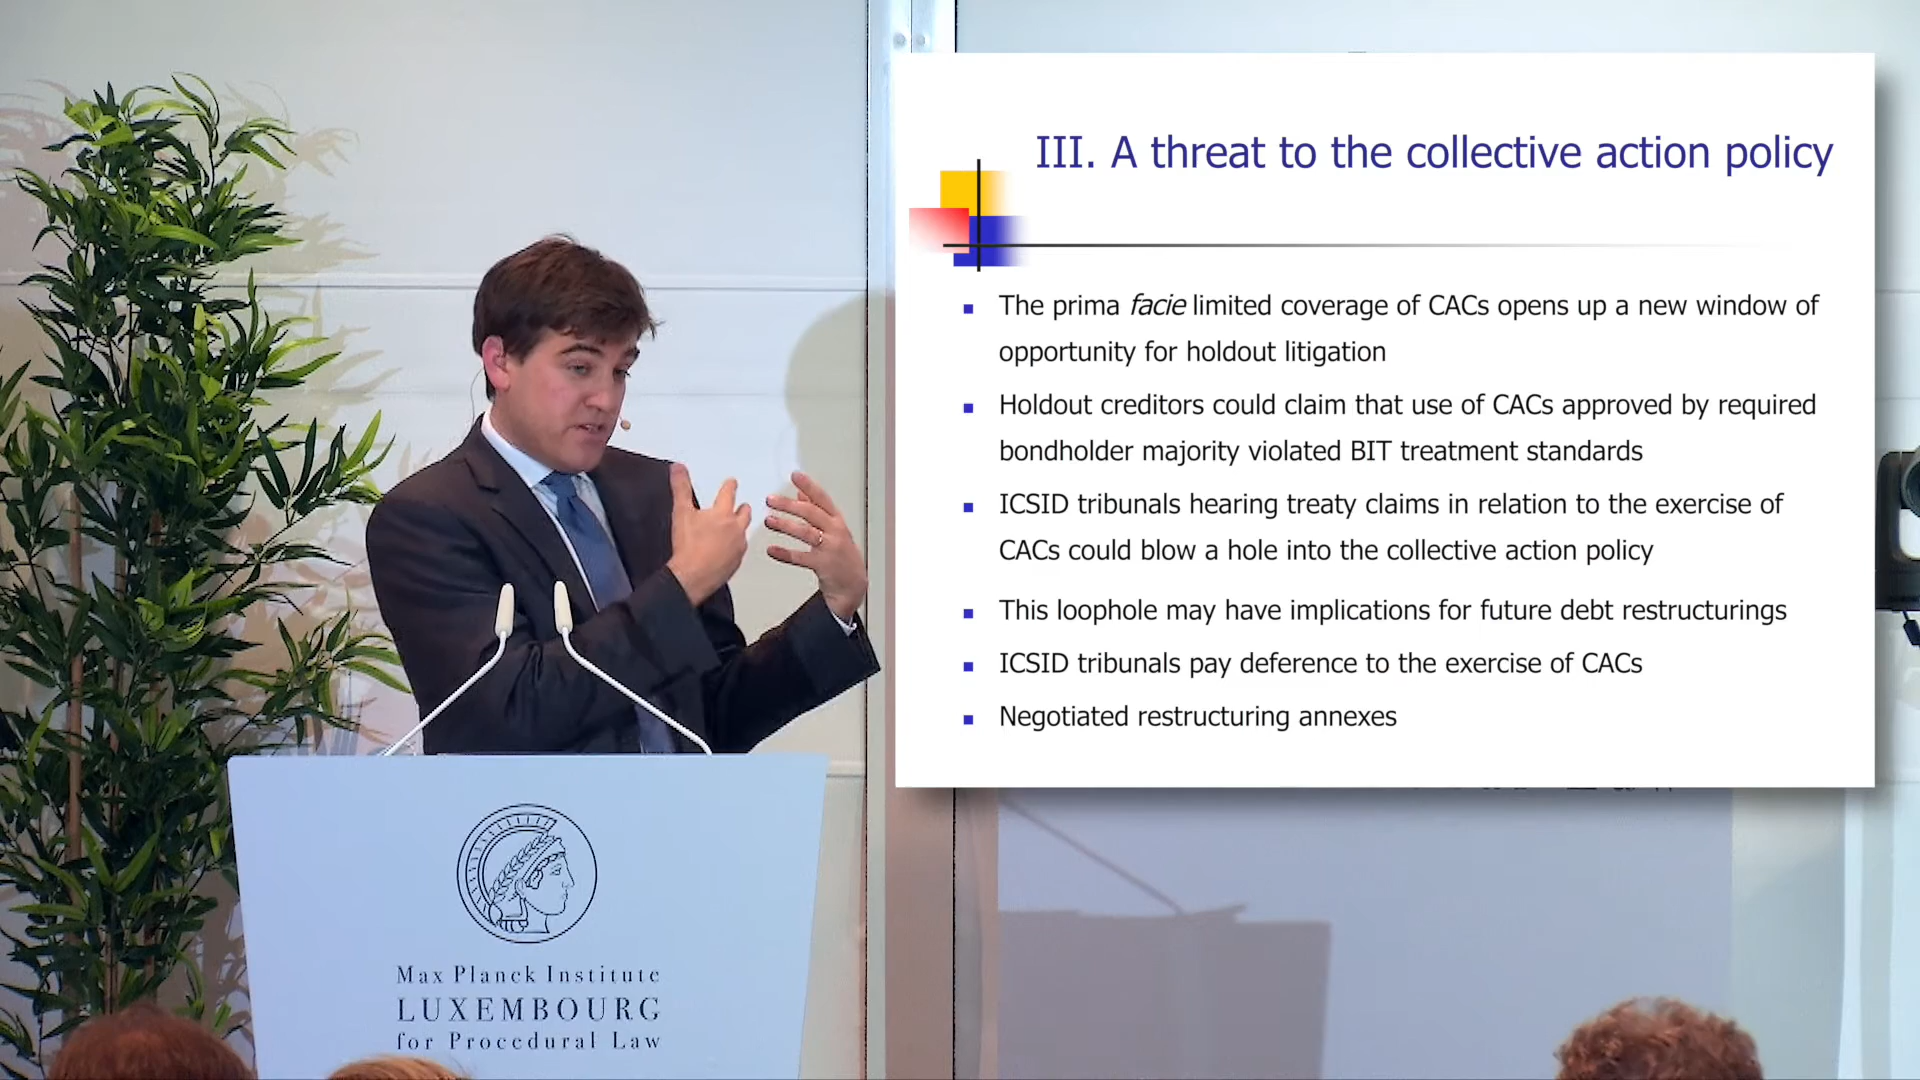 III. A threat to the collective action policy
The prima facie limited coverage of CACs opens up a new window of
opportunity for holdout litigation
Holdout creditors could claim that use of CACs approved by required
bondholder majority violated BIT treatment standards
ICSID tribunals hearing treaty claims in relation to the exercise of
CACs could blow a hole into the collective action policy
This loophole may have implications for future debt restructurings
ICSID tribunals pay deference to the exercise of CACs
Negotiated restructuring annexes
Max Planck Institute
LUXEMBOURG
for Procedural Law